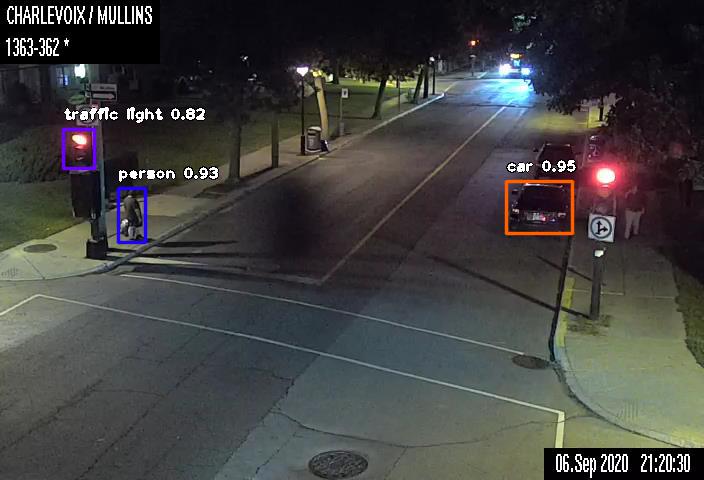 CHARLEVOIX / MULLINS
1363-362 *
traffic light 0.82
person 0.93
car 0.95
06.Sep 2020 21:20:30